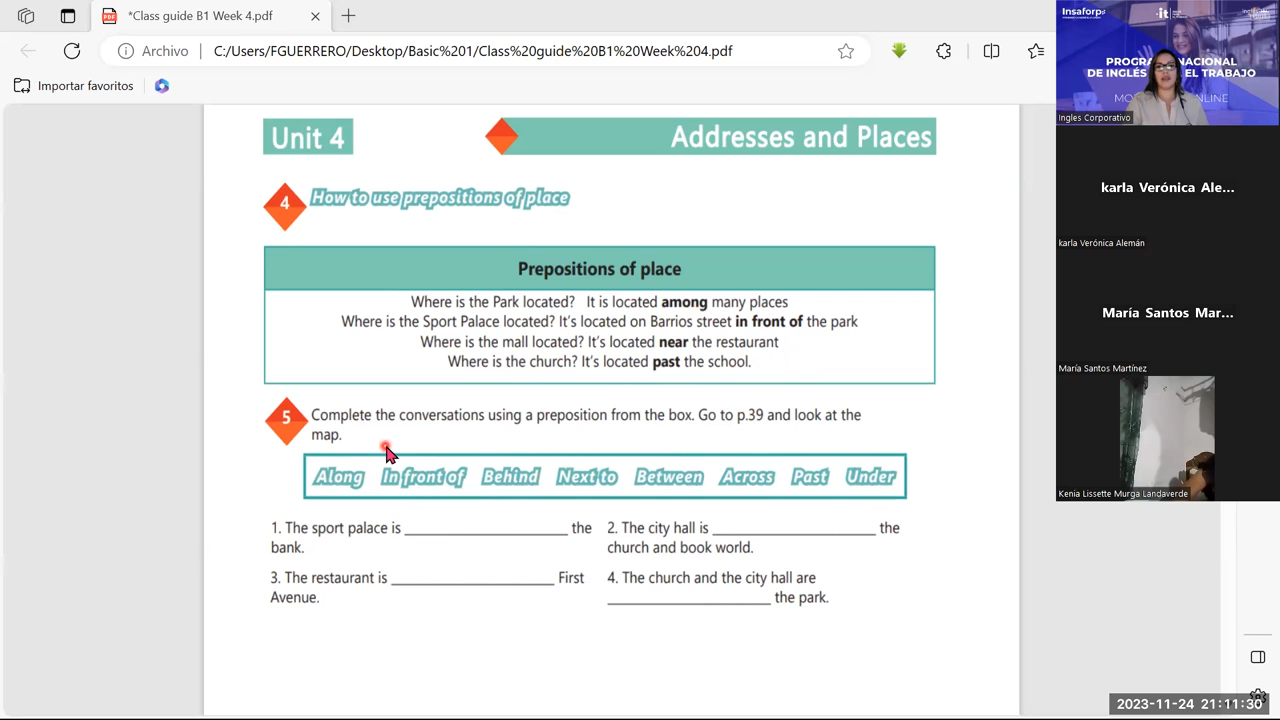 *Class guide B1 Week 4.pdf
Archivo
C:/Users/FGUERRERO/Desktop/Basic%201/Class%20guide%20B1%20Week%204.pdf
Importar favoritos
Unit 4
Addresses and Places
4
How to use prepositions of place
Prepositions of place
Where is the Park located? It is located among many places
Where is the Sport Palace located? It's located on Barrios street in front of the park
Where is the mall located? It's located near the restaurant
Where is the church? It's located past the school.
5
Complete the conversations using a preposition from the box. Go to p.39 and look at the
map.
Along In front of Behind Next to Between Across Past Under
1. The sport palace is ____________________ the
bank.
2. The city hall is ____________________ the
church and book world.
3. The restaurant is ____________________ First
Avenue.
4. The church and the city hall are
____________________ the park.
Insaforp
PROGRAMA NACIONAL
DE INGLÉS EL TRABAJO
Ingles Corporativo
karla Verónica Ale...
karla Verónica Alemán
María Santos Mar...
María Santos Martínez
Kenia Lissette Murga Landaverde
2023-11-24 21:11:30